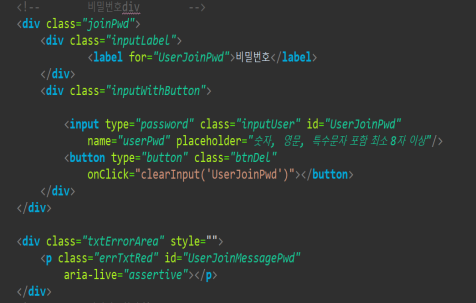 <!-- 비밀번호div -->
<div class="joinPwd">
<div class="inputLabel">
<label for="UserJoinPwd">비밀번호</label>
</div>
<div class="inputWithButton">
<input type="password" class="inputUser" id="UserJoinPwd"
name="userPwd" placeholder="숫자, 영문, 특수문자 포함 최소 8자 이상"/>
<button type="button" class="btnDel"
onClick="clearInput('UserJoinPwd')"></button>
</div>
</div>
<div class="txtErrorArea" style="">
<p class="errTxtRed" id="UserJoinMessagePwd"
aria-live="assertive"></p>
</div>